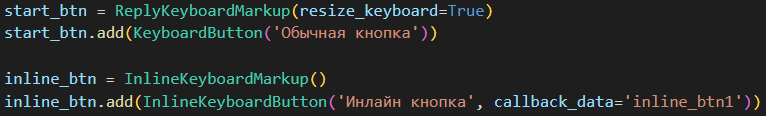 start_btn = ReplyKeyboardMarkup(resize_keyboard=True)
start_btn.add(KeyboardButton('Обычная кнопка'))
inline_btn = InlineKeyboardMarkup()
inline_btn.add(InlineKeyboardButton('Инлайн кнопка', callback_data='inline_btn1'))